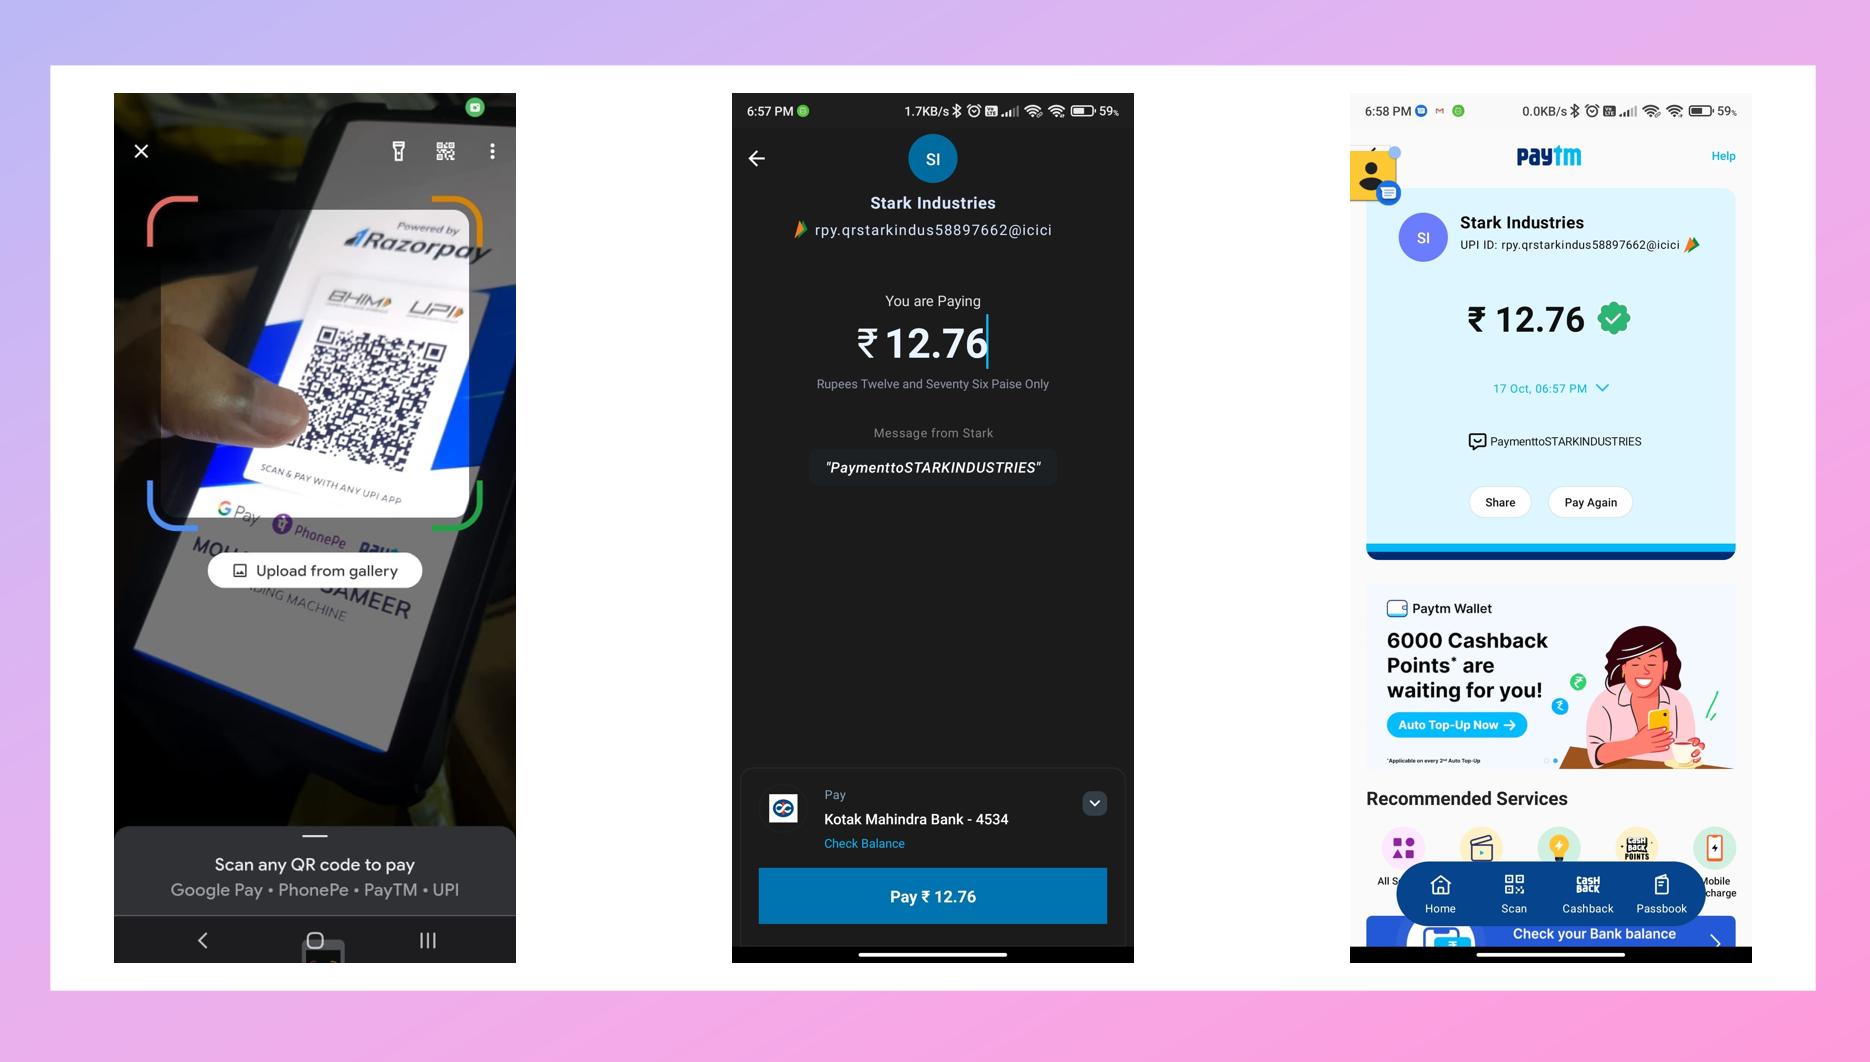 Powered by
Razorpay
BHIM UPI
SCAN & PAY WITH ANY UPI APP
G Pay PhonePe
Upload from gallery
SAMEER
MACHINE
Scan any QR code to pay
Google Pay • PhonePe • PayTM • UPI
6:57 PM 1.7KB/s 59%
SI
Stark Industries
rpy.qrstarkindus58897662@icici
You are Paying
₹ 12.76
Rupees Twelve and Seventy Six Paise Only
Message from Stark
"PaymenttoSTARKINDUSTRIES"
Pay
Kotak Mahindra Bank - 4534
Check Balance
Pay ₹ 12.76
6:58 PM 0.0KB/s 59%
paytm
Help
SI
Stark Industries
UPI ID: rpy.qrstarkindus58897662@icici
₹ 12.76
17 Oct, 06:57 PM
PaymenttoSTARKINDUSTRIES
Share Pay Again
Paytm Wallet
6000 Cashback
Points* are
waiting for you!
Auto Top-Up Now →
*Applicable on every 2nd Auto Top-Up
Recommended Services
CASH
BACK
POINTS
All Mobile
Home Scan Cashback Passbook
Check your Bank balance